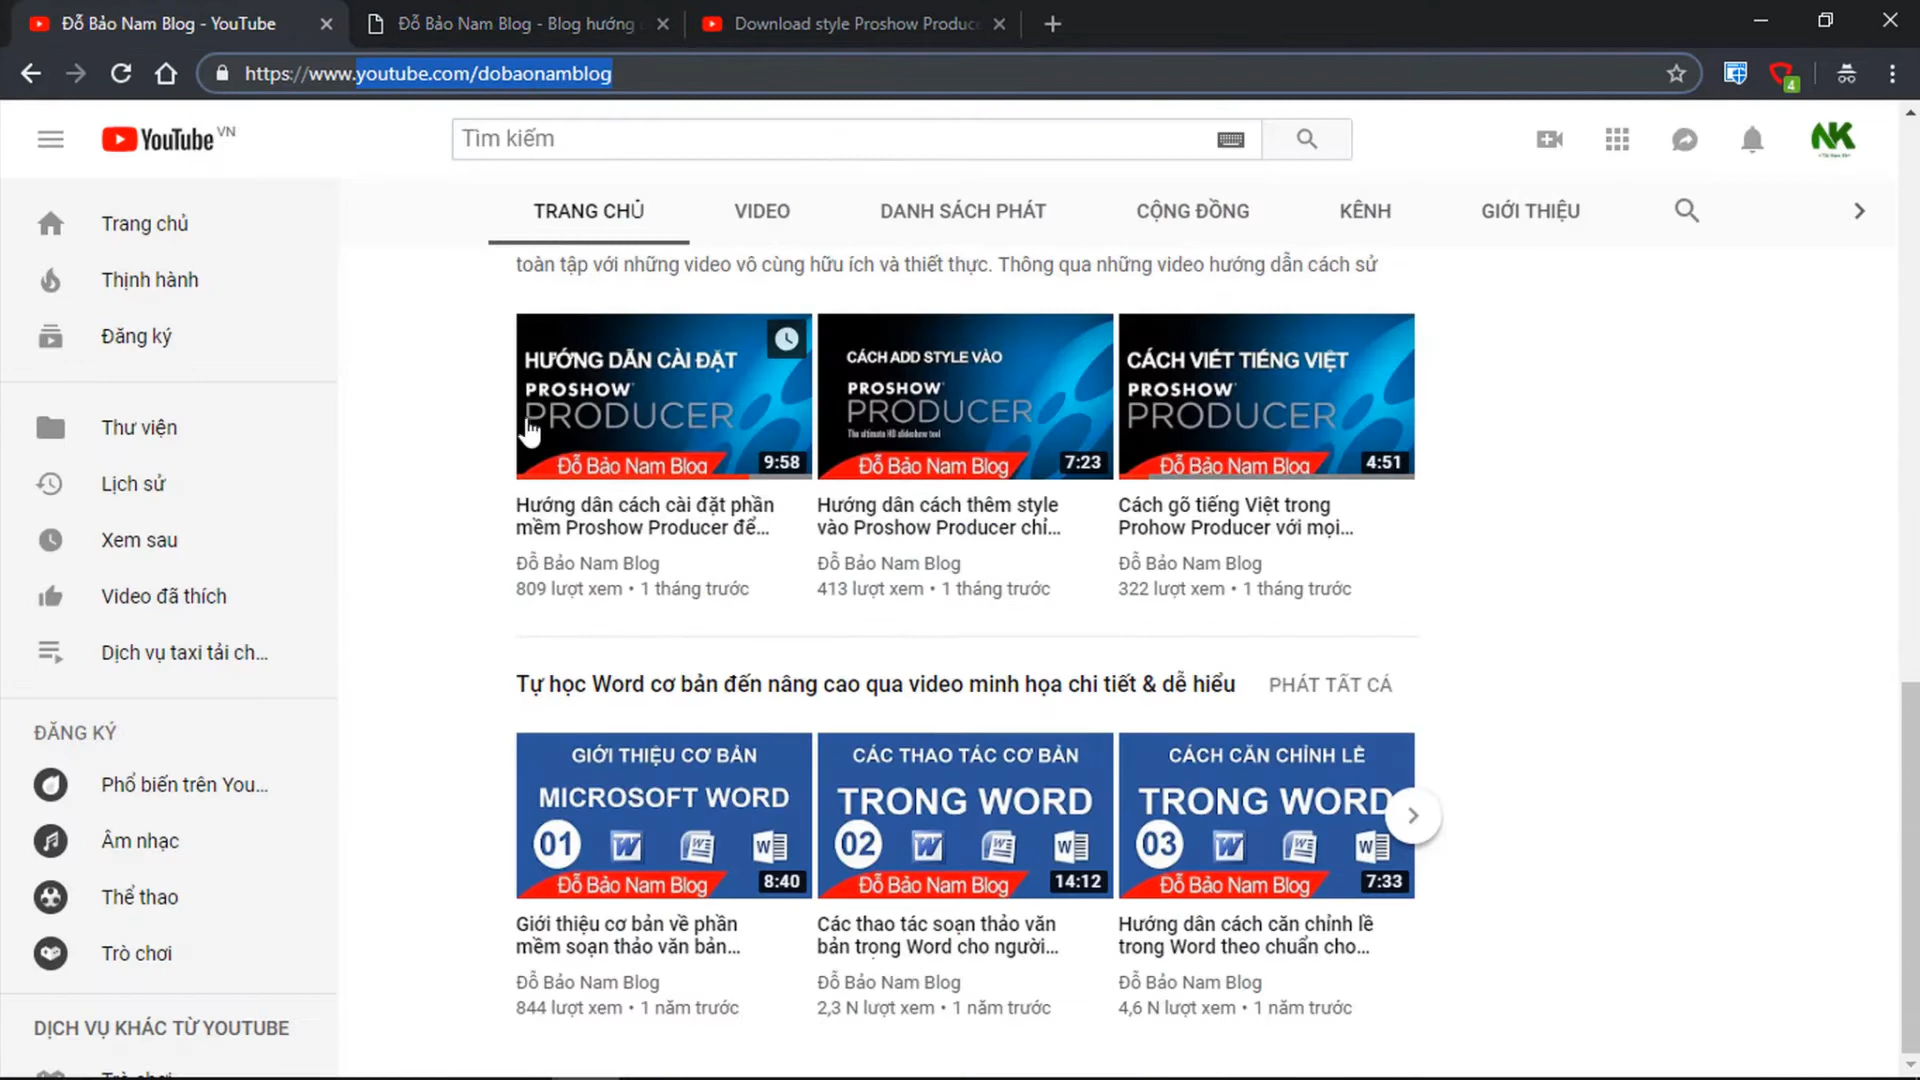 Đỗ Bảo Nam Blog - YouTube
Đỗ Bảo Nam Blog - Blog hướng
Download style Proshow Produce
https://www.youtube.com/dobaonamblog
4
YouTube VN
Tìm kiếm
NK
TRANG CHỦ
VIDEO
DANH SÁCH PHÁT
CỘNG ĐỒNG
KÊNH
GIỚI THIỆU
Trang chủ
Thịnh hành
Đăng ký
Thư viện
Lịch sử
Xem sau
Video đã thích
Dịch vụ taxi tải ch...
ĐĂNG KÝ
Phổ biến trên You...
Âm nhạc
Thể thao
Trò chơi
DỊCH VỤ KHÁC TỪ YOUTUBE
toàn tập với những video vô cùng hữu ích và thiết thực. Thông qua những video hướng dẫn cách sử
HƯỚNG DẪN CÀI ĐẶT
PROSHOW
PRODUCER
Đỗ Bảo Nam Blog
9:58
Hướng dẫn cách cài đặt phần
mềm Proshow Producer để...
Đỗ Bảo Nam Blog
809 lượt xem • 1 tháng trước
CÁCH ADD STYLE VÀO
PROSHOW
PRODUCER
The ultimate HD slideshow tool
Đỗ Bảo Nam Blog
7:23
Hướng dẫn cách thêm style
vào Proshow Producer chỉ...
Đỗ Bảo Nam Blog
413 lượt xem • 1 tháng trước
CÁCH VIẾT TIẾNG VIỆT
PROSHOW
PRODUCER
Đỗ Bảo Nam Blog
4:51
Cách gõ tiếng Việt trong
Prohow Producer với mọi...
Đỗ Bảo Nam Blog
322 lượt xem • 1 tháng trước
Tự học Word cơ bản đến nâng cao qua video minh họa chi tiết & dễ hiểu
PHÁT TẤT CẢ
GIỚI THIỆU CƠ BẢN
MICROSOFT WORD
01
Đỗ Bảo Nam Blog
8:40
Giới thiệu cơ bản về phần
mềm soạn thảo văn bản...
Đỗ Bảo Nam Blog
844 lượt xem • 1 năm trước
CÁC THAO TÁC CƠ BẢN
TRONG WORD
02
Đỗ Bảo Nam Blog
14:12
Các thao tác soạn thảo văn
bản trong Word cho người...
Đỗ Bảo Nam Blog
2,3 N lượt xem • 1 năm trước
CÁCH CĂN CHỈNH LỀ
TRONG WORD
03
Đỗ Bảo Nam Blog
7:33
Hướng dẫn cách căn chỉnh lề
trong Word theo chuẩn cho...
Đỗ Bảo Nam Blog
4,6 N lượt xem • 1 năm trước